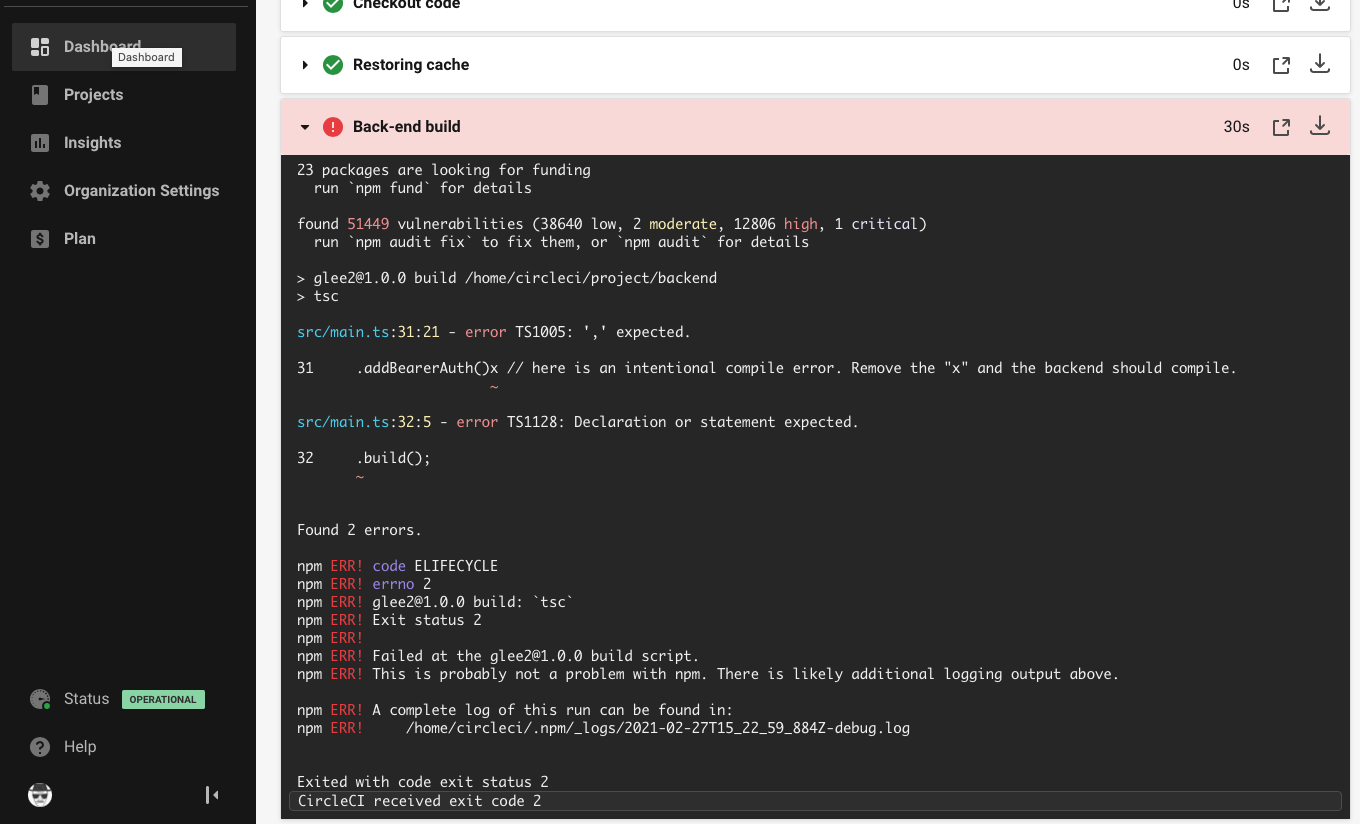 Dashboard
Dashboard
Projects
Insights
Organization Settings
Plan
Status OPERATIONAL
Help
Checkout code 0s
Restoring cache 0s
Back-end build 30s
23 packages are looking for funding
  run `npm fund` for details
found 51449 vulnerabilities (38640 low, 2 moderate, 12806 high, 1 critical)
  run `npm audit fix` to fix them, or `npm audit` for details
> glee2@1.0.0 build /home/circleci/project/backend
> tsc
src/main.ts:31:21 - error TS1005: ',' expected.
31     .addBearerAuth()x // here is an intentional compile error. Remove the "x" and the backend should compile.
~
src/main.ts:32:5 - error TS1128: Declaration or statement expected.
32     .build();
~
Found 2 errors.
npm ERR! code ELIFECYCLE
npm ERR! errno 2
npm ERR! glee2@1.0.0 build: `tsc`
npm ERR! Exit status 2
npm ERR!
npm ERR! Failed at the glee2@1.0.0 build script.
npm ERR! This is probably not a problem with npm. There is likely additional logging output above.
npm ERR! A complete log of this run can be found in:
npm ERR!     /home/circleci/.npm/_logs/2021-02-27T15_22_59_884Z-debug.log
Exited with code exit status 2
CircleCI received exit code 2